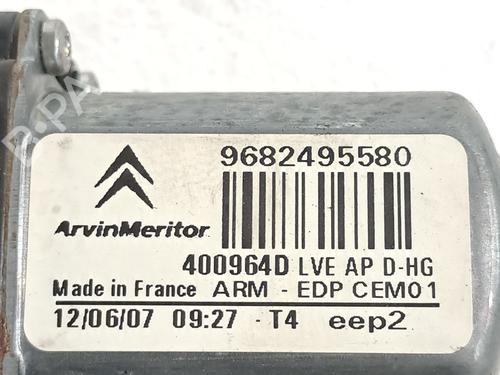 9682495580
ArvinMeritor
400964D LVE AP D-HG
Made in France ARM - EDP CEM01
12/06/07 09:27 - T4 eep2